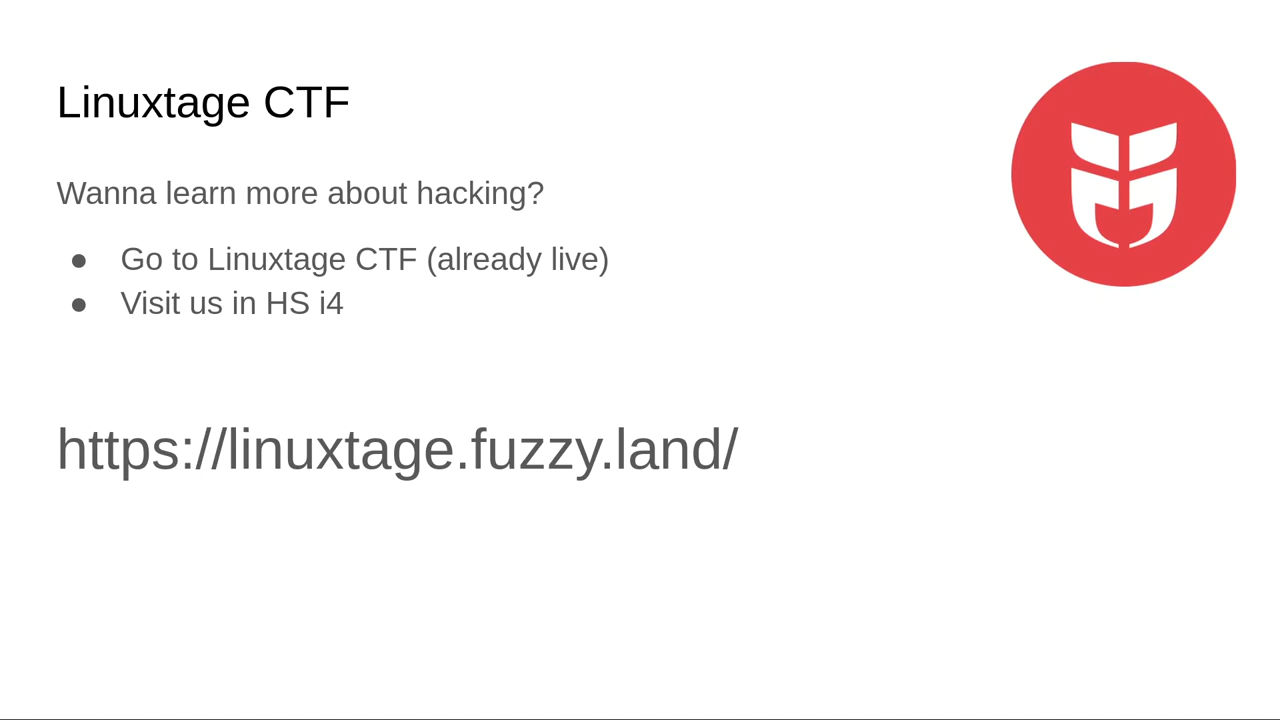 Linuxtage CTF
Wanna learn more about hacking?
● Go to Linuxtage CTF (already live)
● Visit us in HS i4
https://linuxtage.fuzzy.land/